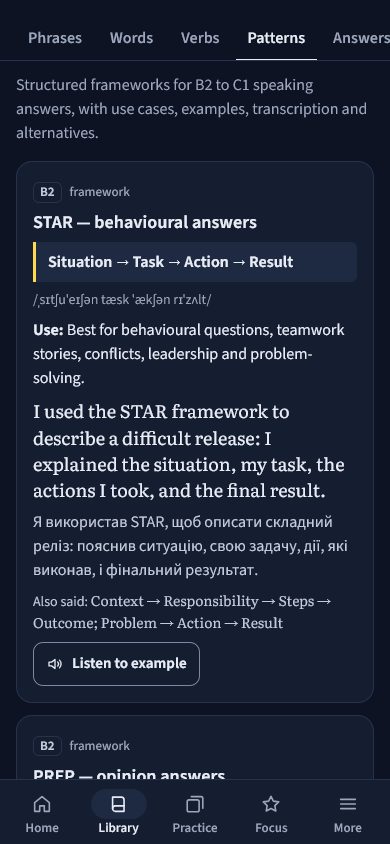 Phrases Words Verbs Patterns Answers
Structured frameworks for B2 to C1 speaking
answers, with use cases, examples, transcription and
alternatives.
B2 framework
STAR — behavioural answers
Situation → Task → Action → Result
/ˌsɪtʃuˈeɪʃən tæsk ˈækʃən rɪˈzʌlt/
Use: Best for behavioural questions, teamwork
stories, conflicts, leadership and problem-
solving.
I used the STAR framework to
describe a difficult release: I
explained the situation, my task, the
actions I took, and the final result.
Я використав STAR, щоб описати складний
реліз: пояснив ситуацію, свою задачу, дії, які
виконав, і фінальний результат.
Also said: Context → Responsibility → Steps →
Outcome; Problem → Action → Result
Listen to example
B2 framework
PREP — opinion answers
Home Library Practice Focus More